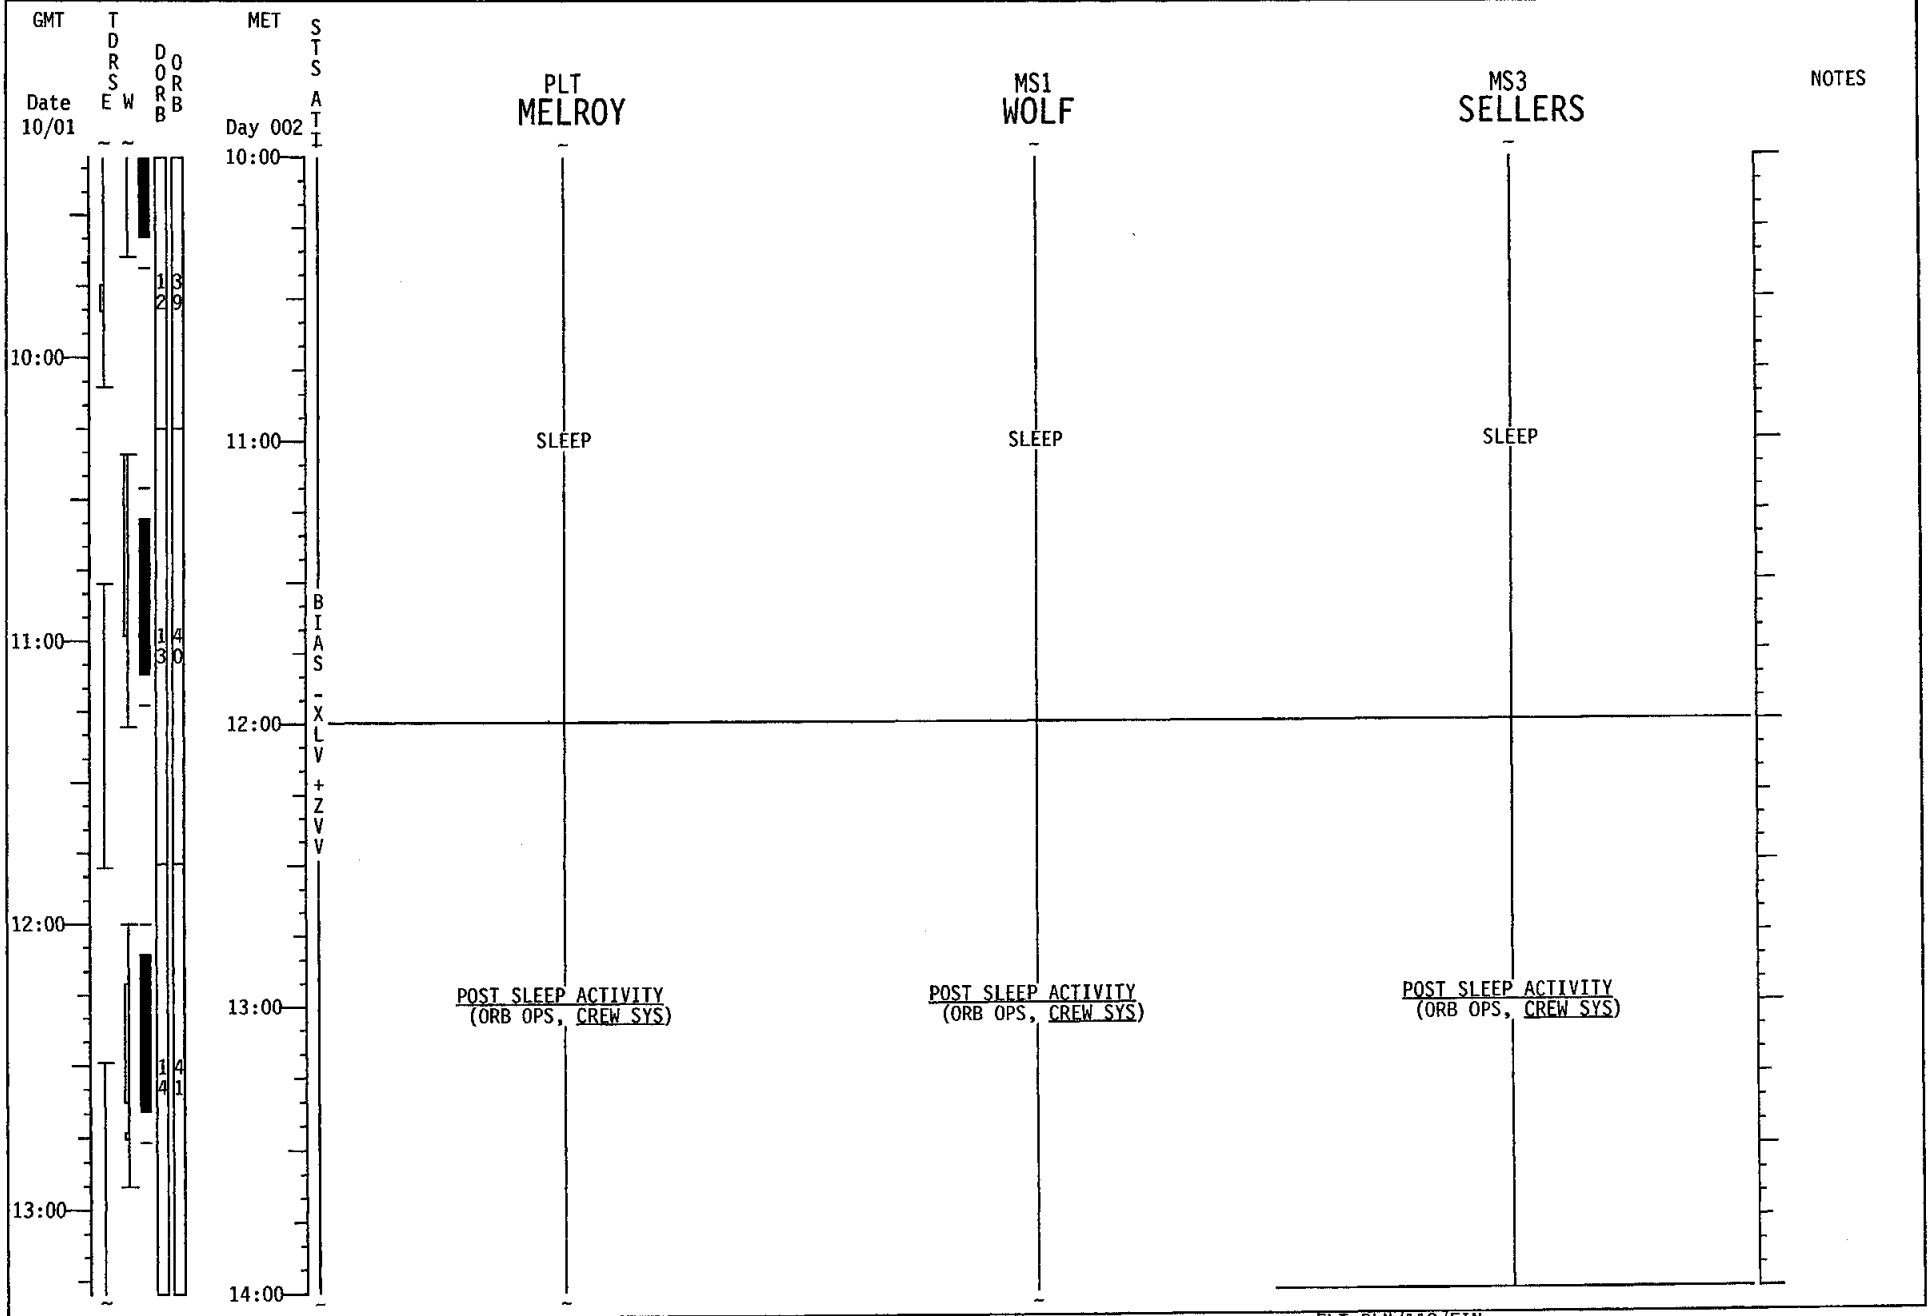 GMT
TDRS
E W
DORB
ORB
MET
STS ATT
PLT
MELROY
MS1
WOLF
MS3
SELLERS
NOTES
Date
10/01
Day 002
10:00
12
39
10:00
11:00
SLEEP
SLEEP
SLEEP
11:00
13
40
BIAS -XLV +ZVV
12:00
12:00
13:00
POST SLEEP ACTIVITY
(ORB OPS, CREW SYS)
POST SLEEP ACTIVITY
(ORB OPS, CREW SYS)
POST SLEEP ACTIVITY
(ORB OPS, CREW SYS)
14
41
13:00
14:00